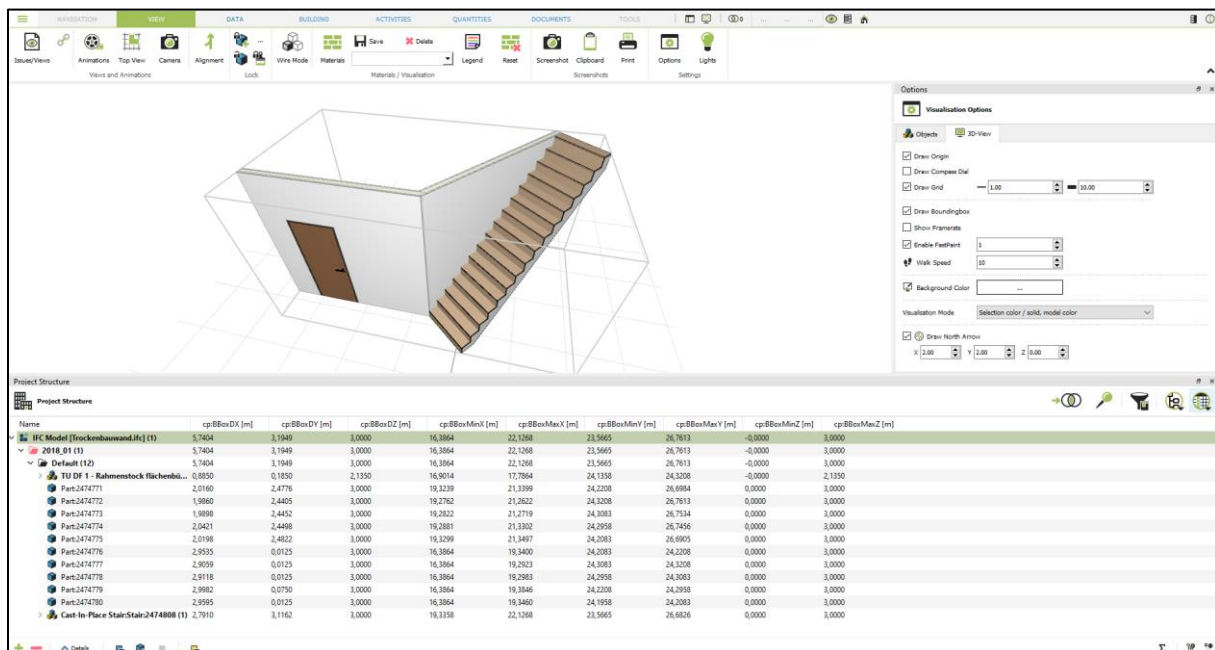 NAVIGATION VIEW DATA BUILDING ACTIVITIES QUANTITIES DOCUMENTS TOOLS
Issues/Views Animations Top View Camera Alignment Wire Mode Materials Save Delete Legend Reset Screenshot Clipboard Print Options Lights
Views and Animations Lock Materials / Visualisation Screenshots Settings
Options
Visualisation Options
Objects 3D-View
Draw Origin
Draw Compass Dial
Draw Grid 1.00 10.00
Draw Boundingbox
Show Framerate
Enable FastPaint 1
Walk Speed 10
Background Color ...
Visualisation Mode Selection color / solid, model color
Draw North Arrow
X 2.00 Y 2.00 Z 0.00
Project Structure
Project Structure
Name cp:BBoxDX [m] cp:BBoxDY [m] cp:BBoxDZ [m] cp:BBoxMinX [m] cp:BBoxMaxX [m] cp:BBoxMinY [m] cp:BBoxMaxY [m] cp:BBoxMinZ [m] cp:BBoxMaxZ [m]
IFC Model [Trockenbauwand.ifc] (1) 5,7404 3,1949 3,0000 16,3864 22,1268 23,5665 26,7613 -0,0000 3,0000
2018_01 (1) 5,7404 3,1949 3,0000 16,3864 22,1268 23,5665 26,7613 -0,0000 3,0000
Default (12) 5,7404 3,1949 3,0000 16,3864 22,1268 23,5665 26,7613 -0,0000 3,0000
TU DF 1 - Rahmenstock flächenbü... 0,8850 0,1850 2,1350 16,9014 17,7864 24,1358 24,3208 -0,0000 2,1350
Part:2474771 2,0160 2,4776 3,0000 19,3239 21,3399 24,2208 26,6984 0,0000 3,0000
Part:2474772 1,9860 2,4405 3,0000 19,2762 21,2622 24,3208 26,7613 0,0000 3,0000
Part:2474773 1,9898 2,4452 3,0000 19,2822 21,2719 24,3083 26,7534 0,0000 3,0000
Part:2474774 2,0421 2,4498 3,0000 19,2881 21,3302 24,2958 26,7456 0,0000 3,0000
Part:2474775 2,0198 2,4822 3,0000 19,3299 21,3497 24,2083 26,6905 0,0000 3,0000
Part:2474776 2,9535 0,0125 3,0000 16,3864 19,3400 24,2083 24,2208 0,0000 3,0000
Part:2474777 2,9059 0,0125 3,0000 16,3864 19,2923 24,3083 24,3208 0,0000 3,0000
Part:2474778 2,9118 0,0125 3,0000 16,3864 19,2983 24,2958 24,3083 0,0000 3,0000
Part:2474779 2,9982 0,0750 3,0000 16,3864 19,3846 24,2208 24,2958 0,0000 3,0000
Part:2474780 2,9595 0,0125 3,0000 16,3864 19,3460 24,1958 24,2083 0,0000 3,0000
Cast-In-Place Stair:Stair:2474808 (1) 2,7910 3,1162 3,0000 19,3358 22,1268 23,5665 26,6826 0,0000 3,0000
Details